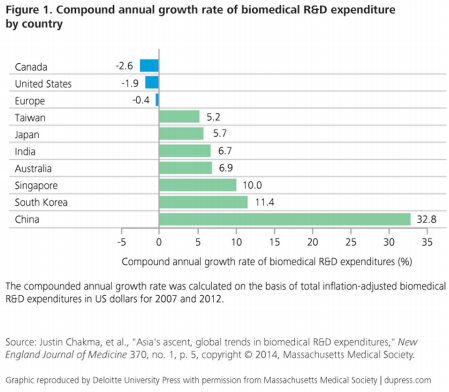 Figure 1. Compound annual growth rate of biomedical R&D expenditure
by country
Canada -2.6
United States -1.9
Europe -0.4
Taiwan 5.2
Japan 5.7
India 6.7
Australia 6.9
Singapore 10.0
South Korea 11.4
China 32.8
-5 0 5 10 15 20 25 30 35
Compound annual growth rate of biomedical R&D expenditures (%)
The compounded annual growth rate was calculated on the basis of total inflation-adjusted biomedical
R&D expenditures in US dollars for 2007 and 2012.
Source: Justin Chakma, et al., "Asia's ascent, global trends in biomedical R&D expenditures," New
England Journal of Medicine 370, no. 1, p. 5, copyright © 2014, Massachusetts Medical Society.
Graphic reproduced by Deloitte University Press with permission from Massachusetts Medical Society | dupress.com